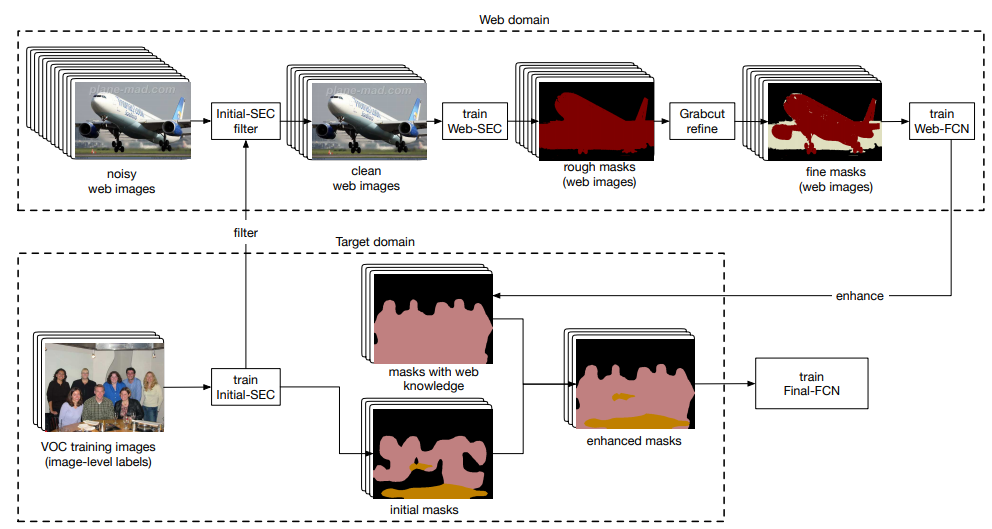 Web domain
plane-mad.com
plane-mad.com
Initial-SEC
filter
train
Web-SEC
Grabcut
refine
train
Web-FCN
noisy
web images
clean
web images
rough masks
(web images)
fine masks
(web images)
filter
Target domain
enhance
masks with web
knowledge
train
Initial-SEC
train
Final-FCN
VOC training images
(image-level labels)
enhanced masks
initial masks